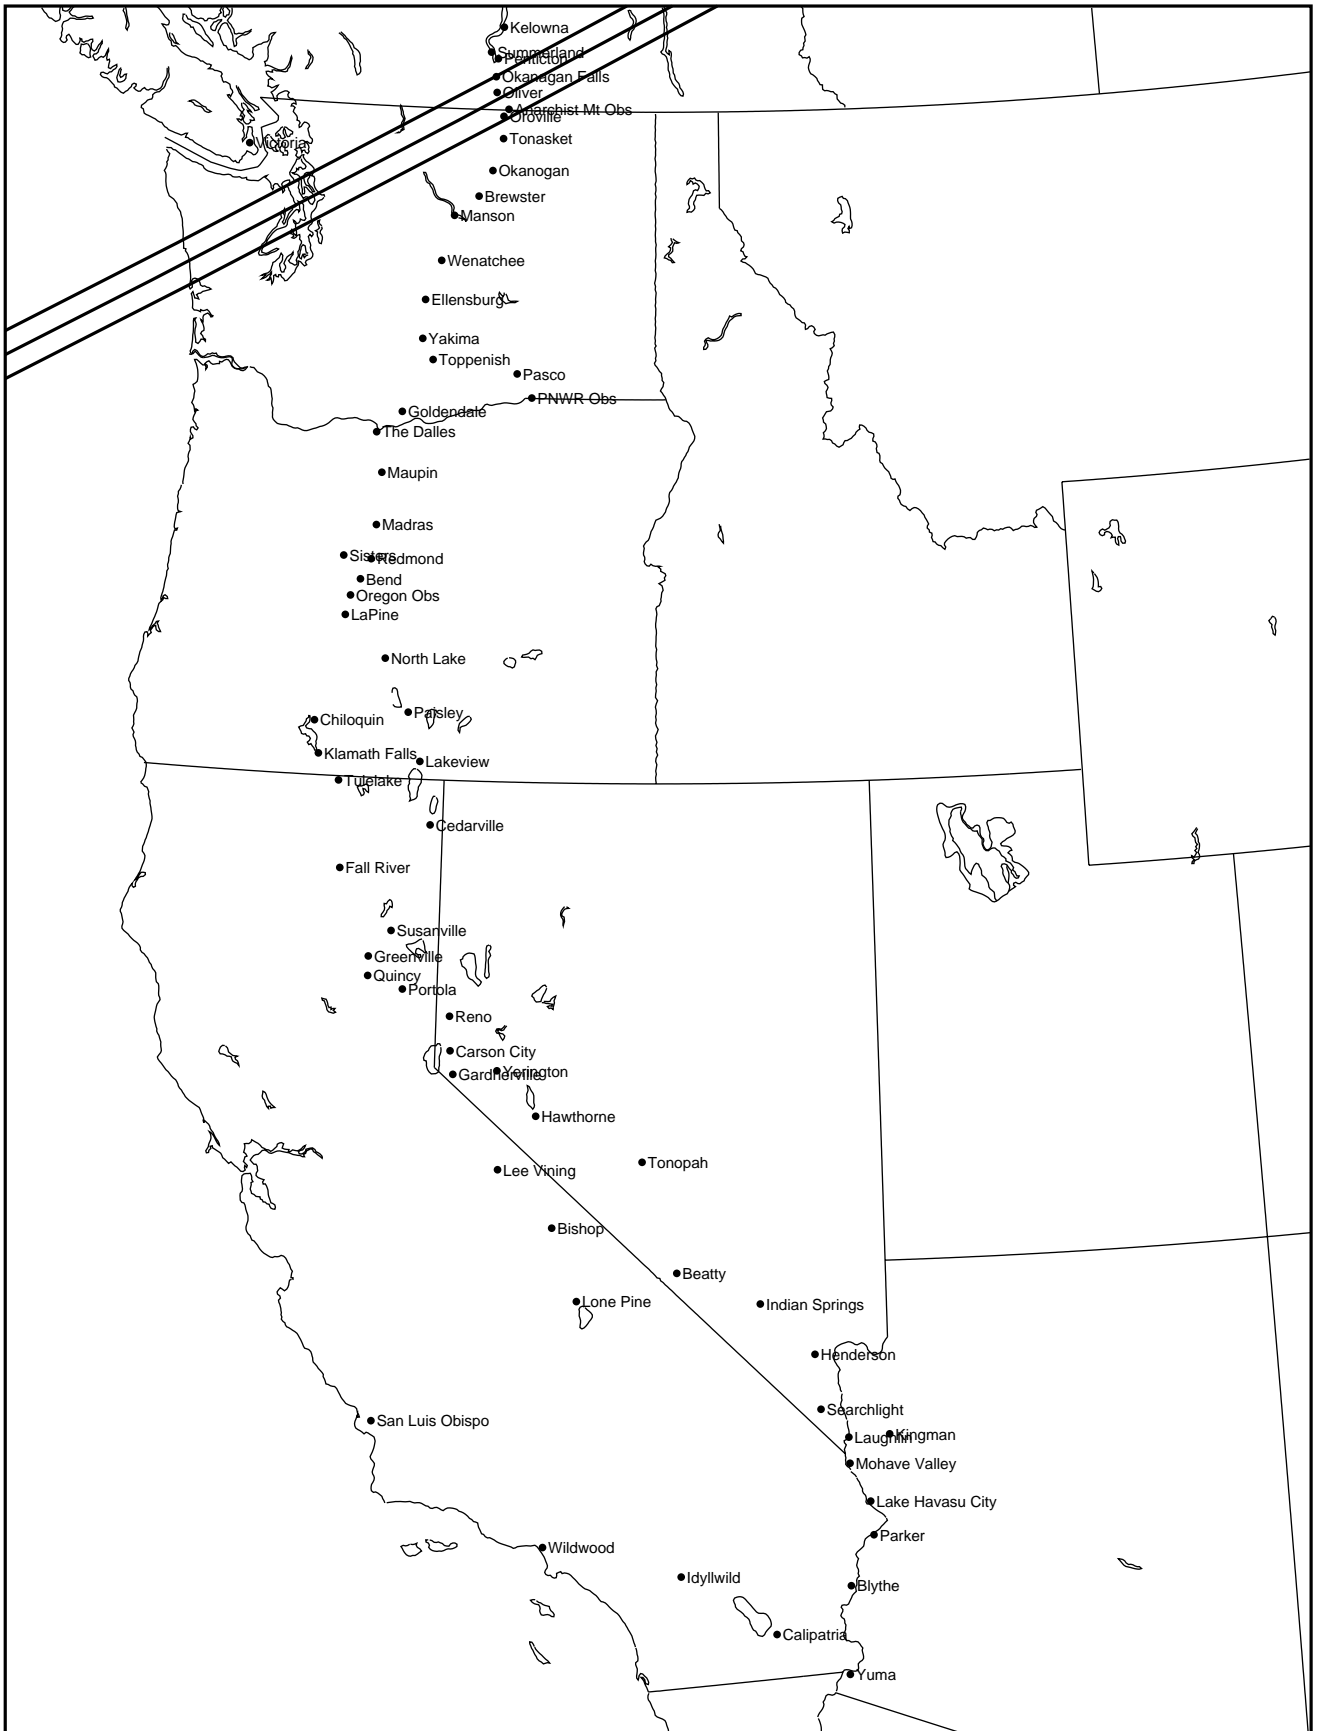 Kelowna
Summerland
Penticton
Okanagan Falls
Oliver
Anarchist Mt Obs
Oroville
Victoria
Tonasket
Okanogan
Brewster
Manson
Wenatchee
Ellensburg
Yakima
Toppenish
Pasco
PNWR Obs
Goldendale
The Dalles
Maupin
Madras
Sisters
Redmond
Bend
Oregon Obs
LaPine
North Lake
Paisley
Chiloquin
Klamath Falls
Lakeview
Tulelake
Cedarville
Fall River
Susanville
Greenville
Quincy
Portola
Reno
Carson City
Yerington
Gardnerville
Hawthorne
Tonopah
Lee Vining
Bishop
Beatty
Lone Pine
Indian Springs
Henderson
Searchlight
San Luis Obispo
Kingman
Laughlin
Mohave Valley
Lake Havasu City
Parker
Wildwood
Idyllwild
Blythe
Calipatria
Yuma